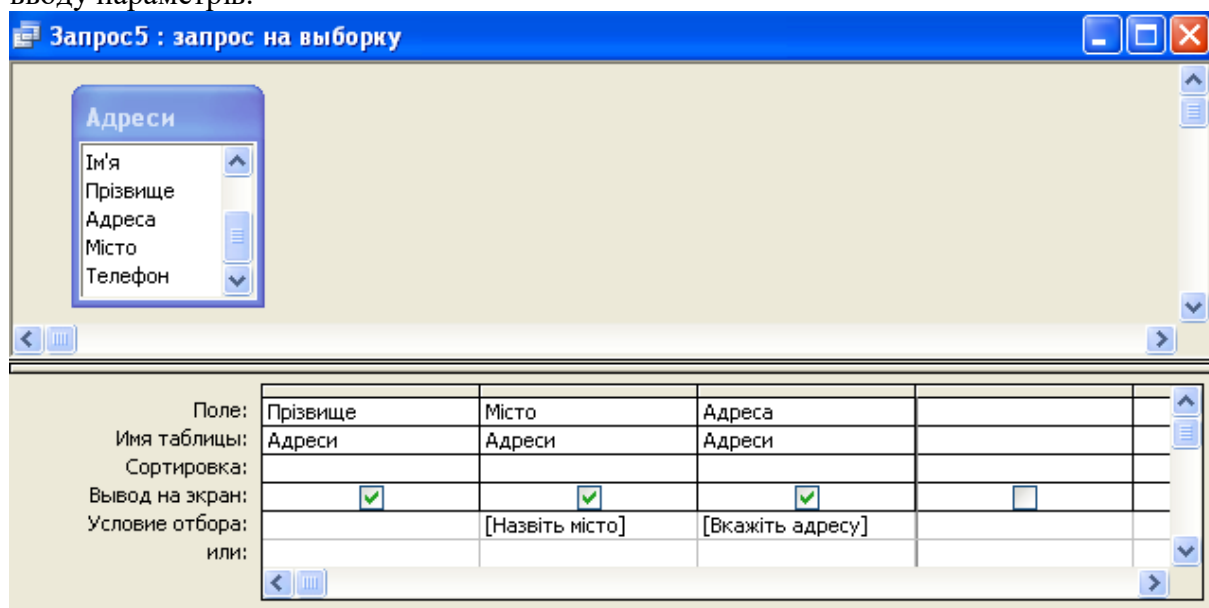 вводу параметрів.
Запрос5 : запрос на выборку
Адреси
Ім'я
Прізвище
Адреса
Місто
Телефон
Поле: Прізвище Місто Адреса
Имя таблицы: Адреси Адреси Адреси
Сортировка:
Вывод на экран:
Условие отбора: [Назвіть місто] [Вкажіть адресу]
или: